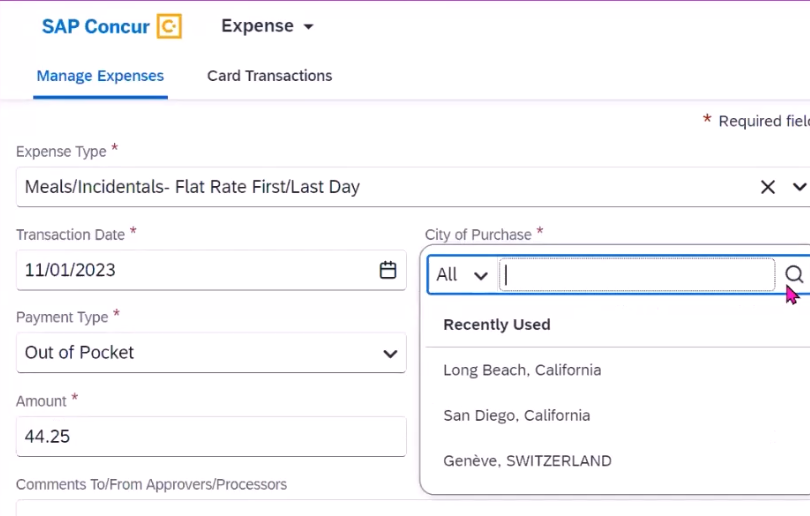 SAP Concur C Expense
Manage Expenses Card Transactions
* Required
Expense Type *
Meals/Incidentals- Flat Rate First/Last Day
Transaction Date * City of Purchase *
11/01/2023 All
Payment Type * Recently Used
Out of Pocket Long Beach, California
Amount * San Diego, California
44.25 Genève, SWITZERLAND
Comments To/From Approvers/Processors